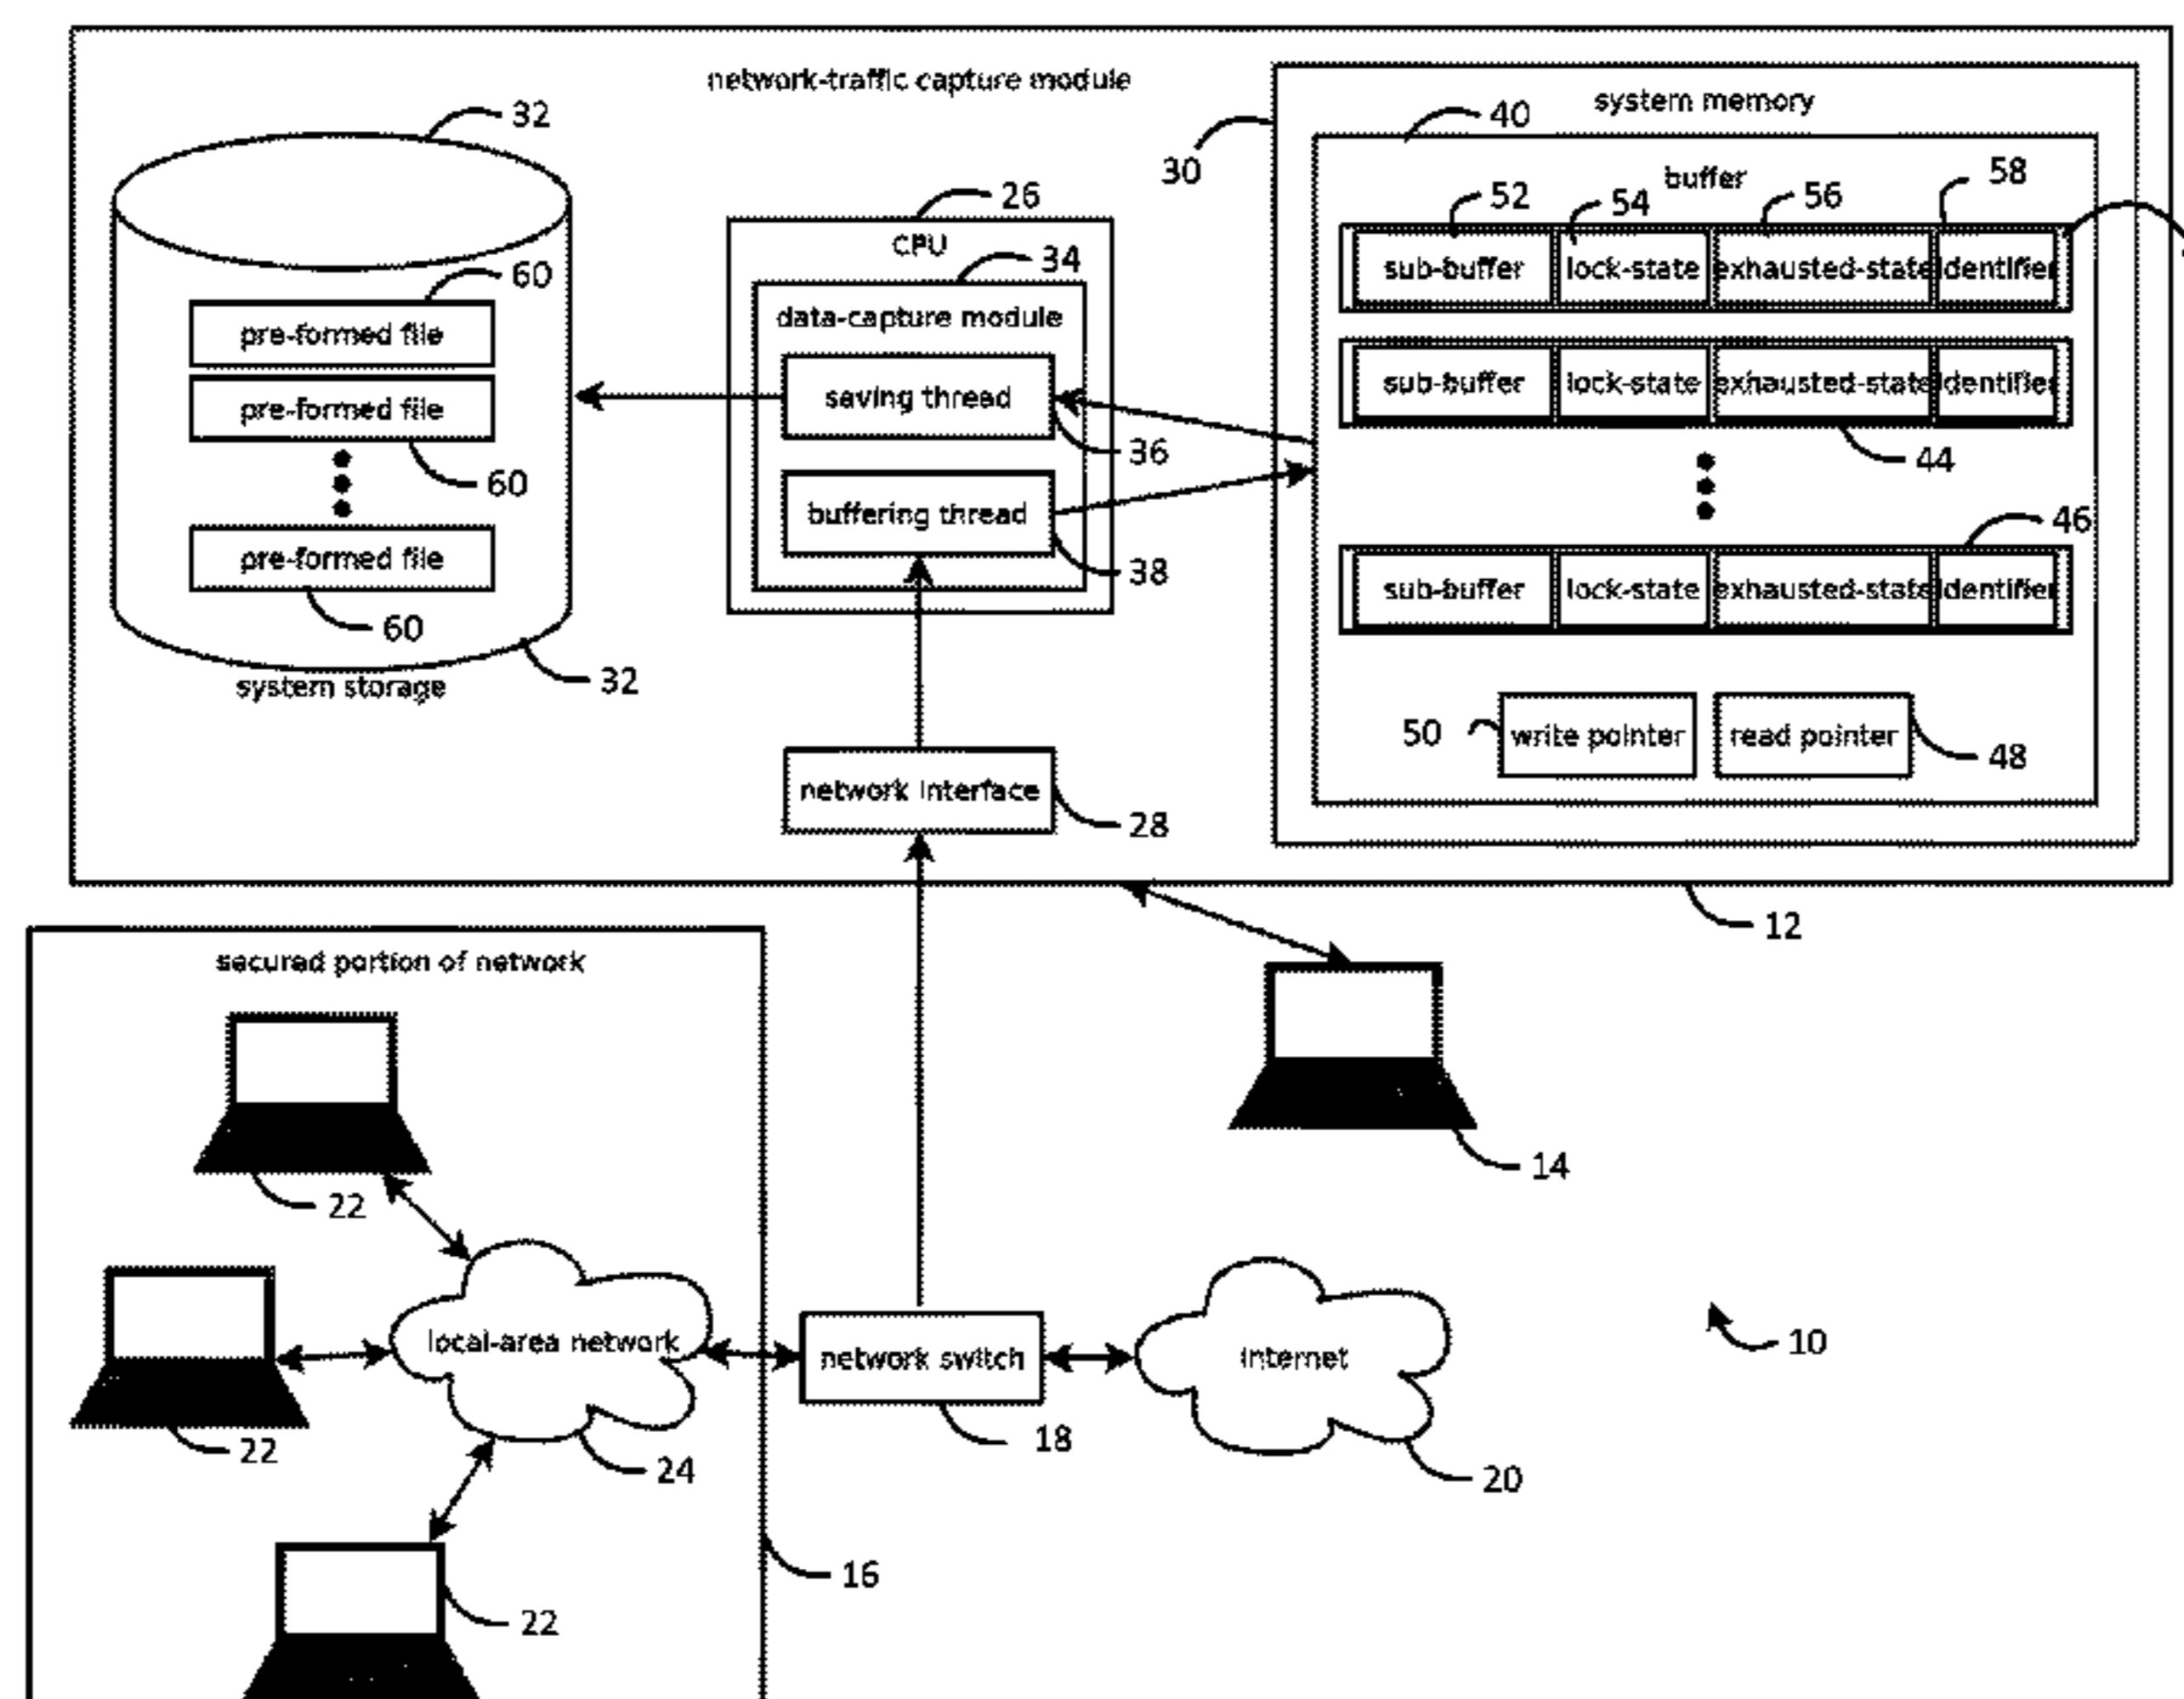 network-traffic capture module
system memory
32
40
30
buffer
26
52
54
56
58
CPU
34
sub-buffer lock-state exhausted-state identifier
60
data-capture module
pre-formed file
saving thread
sub-buffer lock-state exhausted-state identifier
pre-formed file
36
44
60
buffering thread
46
pre-formed file
38
sub-buffer lock-state exhausted-state identifier
60
32
system storage
50
write pointer
read pointer
48
network interface
28
12
secured portion of network
14
22
local-area network
network switch
internet
10
22
24
18
20
16
22